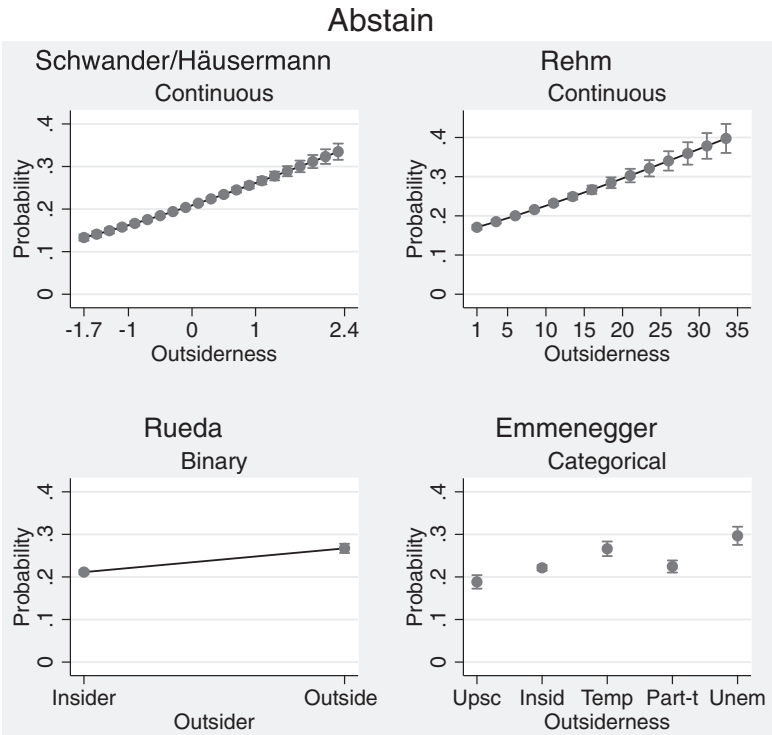 Abstain
Schwander/Häusermann
Continuous
Probability
.4
.3
.2
.1
0
-1.7 -1 0 1 2.4
Outsiderness
Rehm
Continuous
Probability
.4
.3
.2
.1
0
1 5 10 15 20 25 30 35
Outsiderness
Rueda
Binary
Probability
.4
.3
.2
.1
0
Insider Outside
Outsider
Emmenegger
Categorical
Probability
.4
.3
.2
.1
0
Upsc Insid Temp Part-t Unem
Outsiderness